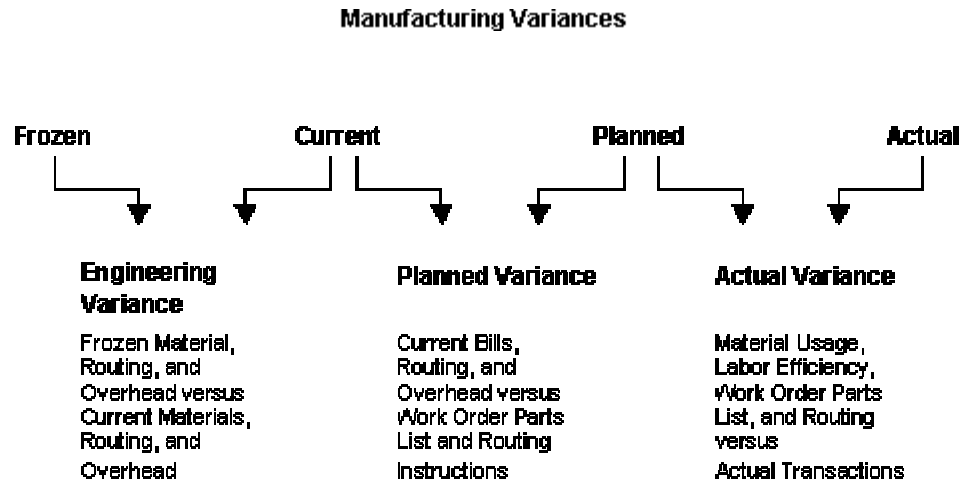 Manufacturing Variances
Frozen Current Planned Actual
Engineering
Variance
Frozen Material,
Routing, and
Overhead versus
Current Materials,
Routing, and
Overhead
Planned Variance
Current Bills,
Routing, and
Overhead versus
Work Order Parts
List and Routing
Instructions
Actual Variance
Material Usage,
Labor Efficiency,
Work Order Parts
List, and Routing
versus
Actual Transactions